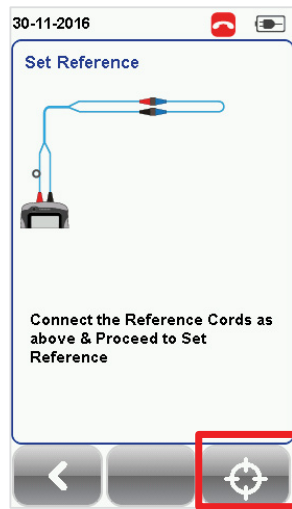 30-11-2016
Set Reference
Connect the Reference Cords as
above & Proceed to Set
Reference